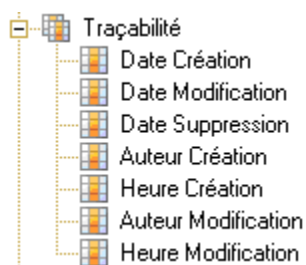 Traçabilité
Date Création
Date Modification
Date Suppression
Auteur Création
Heure Création
Auteur Modification
Heure Modification